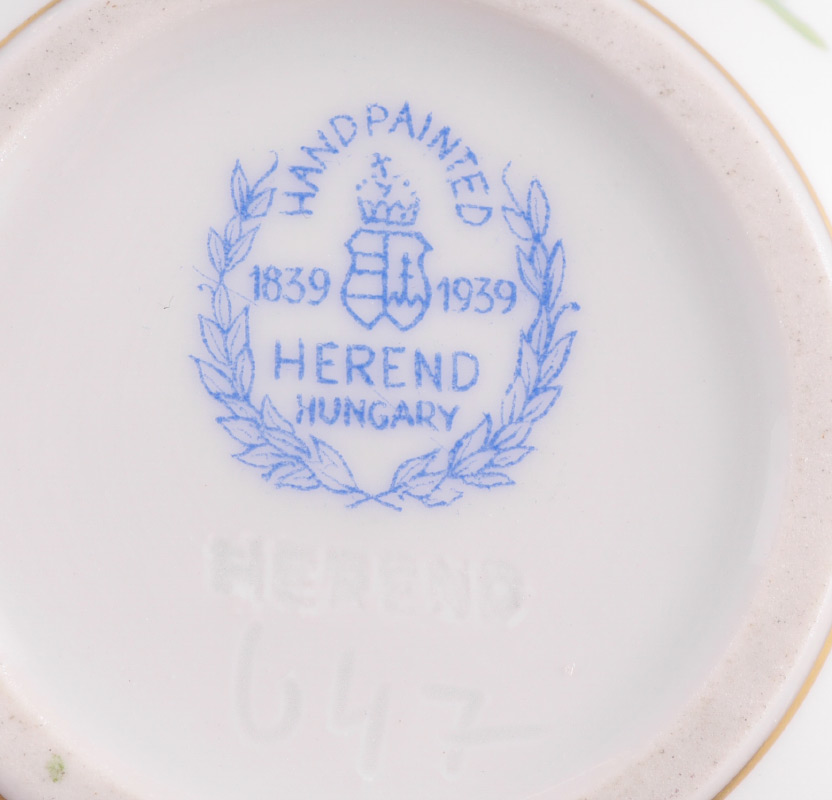 HANDPAINTED
1839 1939
HEREND
HUNGARY
HEREND
647